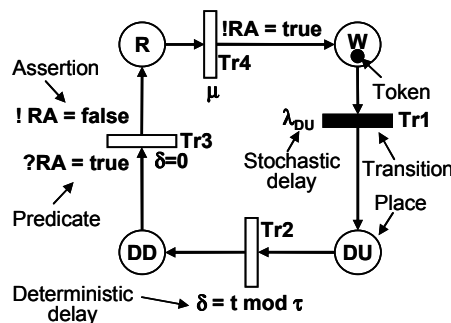 R
!RA = true
W
Assertion
Tr4
Token
μ
! RA = false
λDU
Tr1
Tr3
?RA = true
δ=0
Stochastic
delay
Transition
Predicate
Place
Tr2
DD
DU
Deterministic
delay
δ = t mod τ